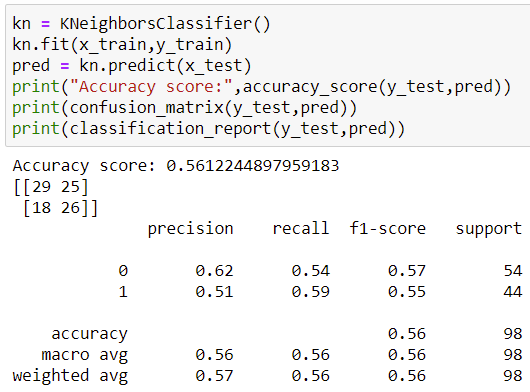 kn = KNeighborsClassifier()
kn.fit(x_train,y_train)
pred = kn.predict(x_test)
print("Accuracy score:",accuracy_score(y_test,pred))
print(confusion_matrix(y_test,pred))
print(classification_report(y_test,pred))
Accuracy score: 0.5612244897959183
[[29 25]
 [18 26]]
              precision    recall  f1-score   support

           0       0.62      0.54      0.57        54
           1       0.51      0.59      0.55        44

    accuracy                           0.56        98
   macro avg       0.56      0.56      0.56        98
weighted avg       0.57      0.56      0.56        98